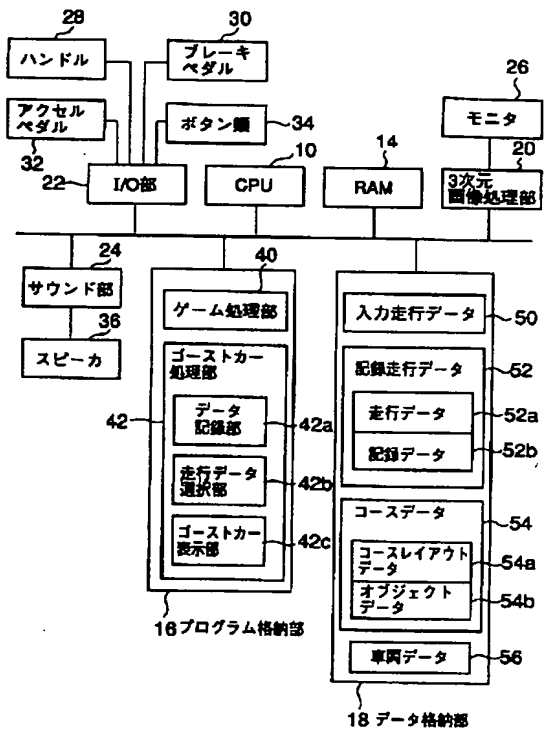 28
ハンドル
30
ブレーキ
ペダル
26
モニタ
アクセル
ペダル
32
ボタン類
34
22
I/O部
10
CPU
14
RAM
20
3次元
画像処理部
24
サウンド部
36
スピーカ
40
ゲーム処理部
ゴーストカー
処理部
42
データ
記録部
42a
走行データ
選択部
42b
ゴーストカー
表示部
42c
16 プログラム格納部
入力走行データ
50
記録走行データ
52
走行データ
52a
記録データ
52b
コースデータ
54
コースレイアウト
データ
54a
オブジェクト
データ
54b
車両データ
56
18 データ格納部